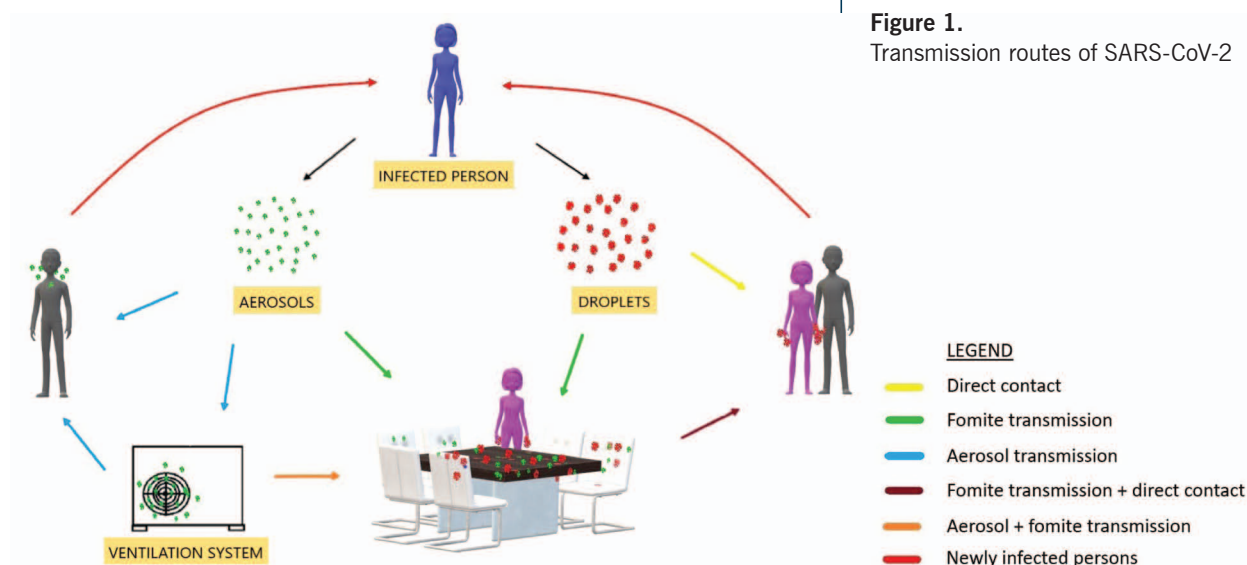 Figure 1.
Transmission routes of SARS-CoV-2
INFECTED PERSON
AEROSOLS
DROPLETS
VENTILATION SYSTEM
LEGEND
Direct contact
Fomite transmission
Aerosol transmission
Fomite transmission + direct contact
Aerosol + fomite transmission
Newly infected persons